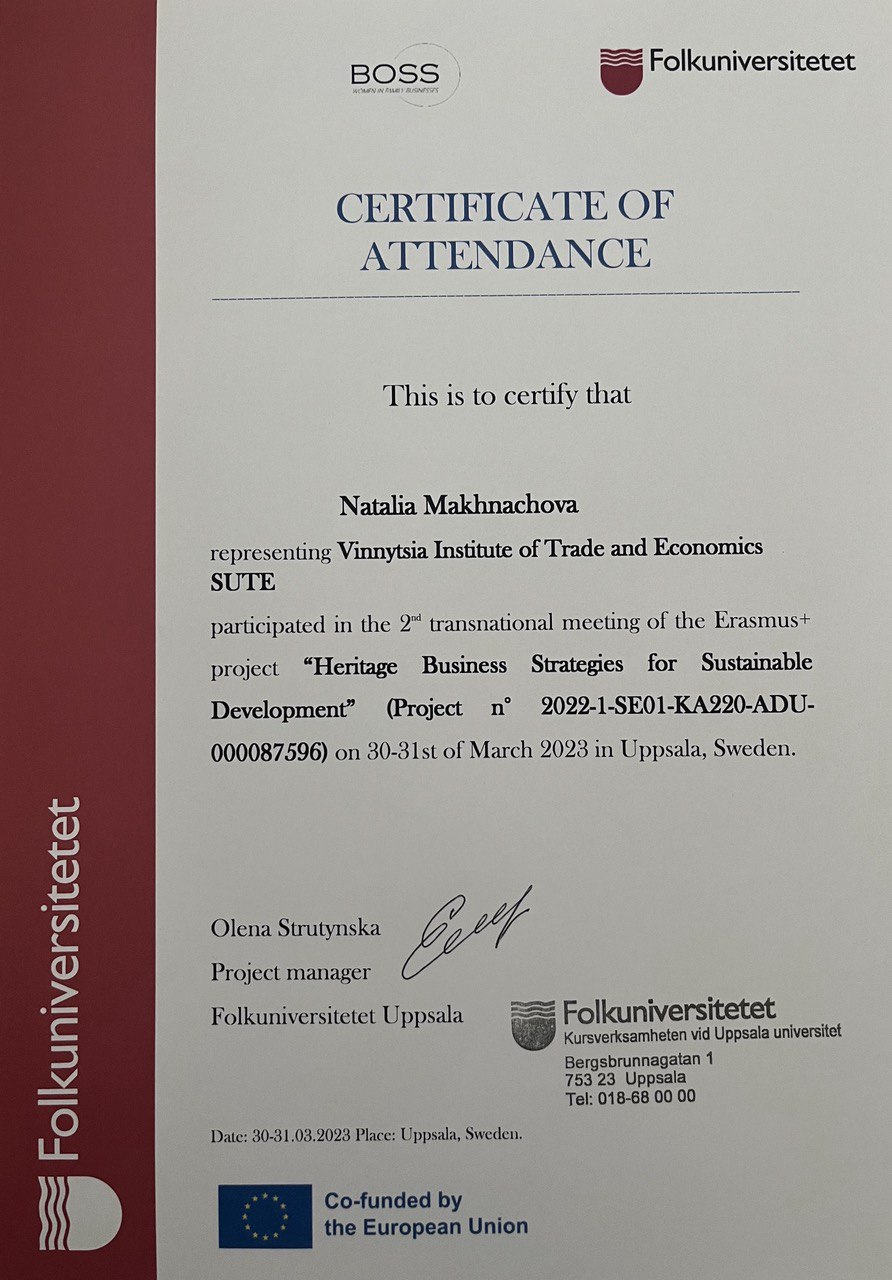 BOSS
WOMEN IN FAMILY BUSINESSES
Folkuniversitetet
CERTIFICATE OF
ATTENDANCE
This is to certify that
Natalia Makhnachova
representing Vinnytsia Institute of Trade and Economics
SUTE
participated in the 2nd transnational meeting of the Erasmus+
project “Heritage Business Strategies for Sustainable
Development” (Project n° 2022-1-SE01-KA220-ADU-
000087596) on 30-31st of March 2023 in Uppsala, Sweden.
Olena Strutynska
Project manager
Folkuniversitetet Uppsala
Folkuniversitetet
Kursverksamheten vid Uppsala universitet
Bergsbrunnagatan 1
753 23 Uppsala
Tel: 018-68 00 00
Date: 30-31.03.2023 Place: Uppsala, Sweden.
Co-funded by
the European Union
Folkuniversitetet